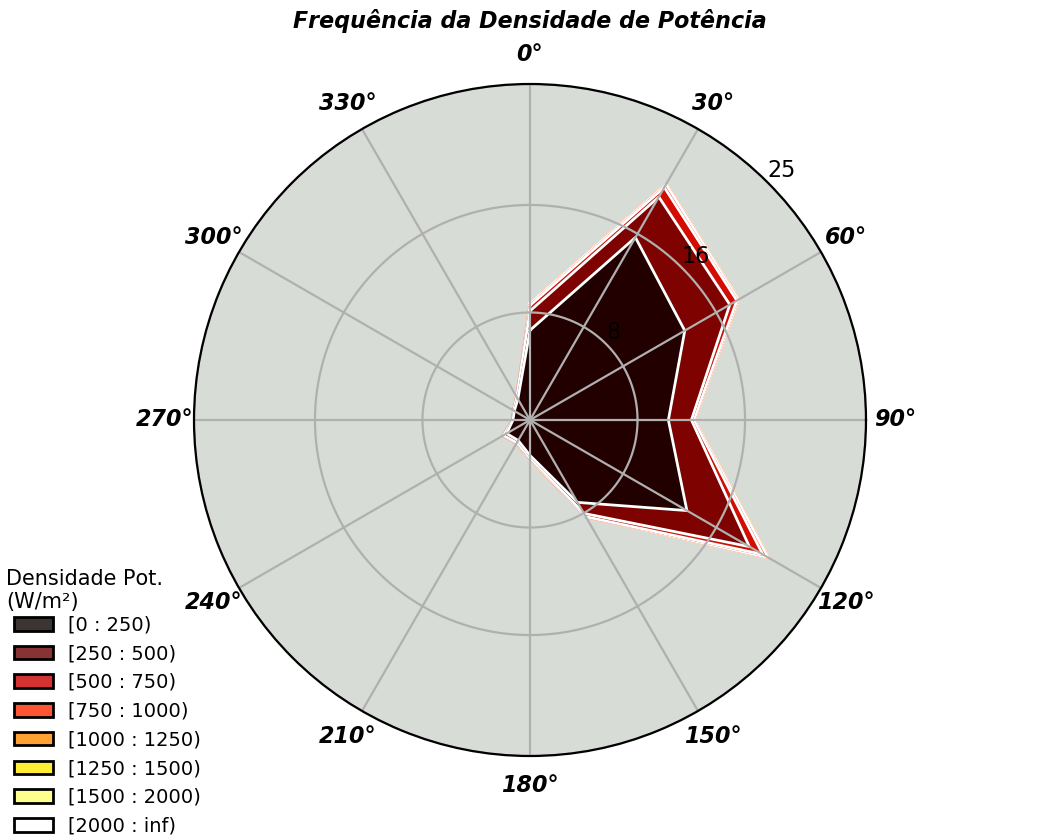 Frequência da Densidade de Potência
0°
330°
30°
25
300°
60°
16
8
270°
90°
240°
120°
210°
150°
180°
Densidade Pot.
(W/m²)
[0 : 250)
[250 : 500)
[500 : 750)
[750 : 1000)
[1000 : 1250)
[1250 : 1500)
[1500 : 2000)
[2000 : inf)